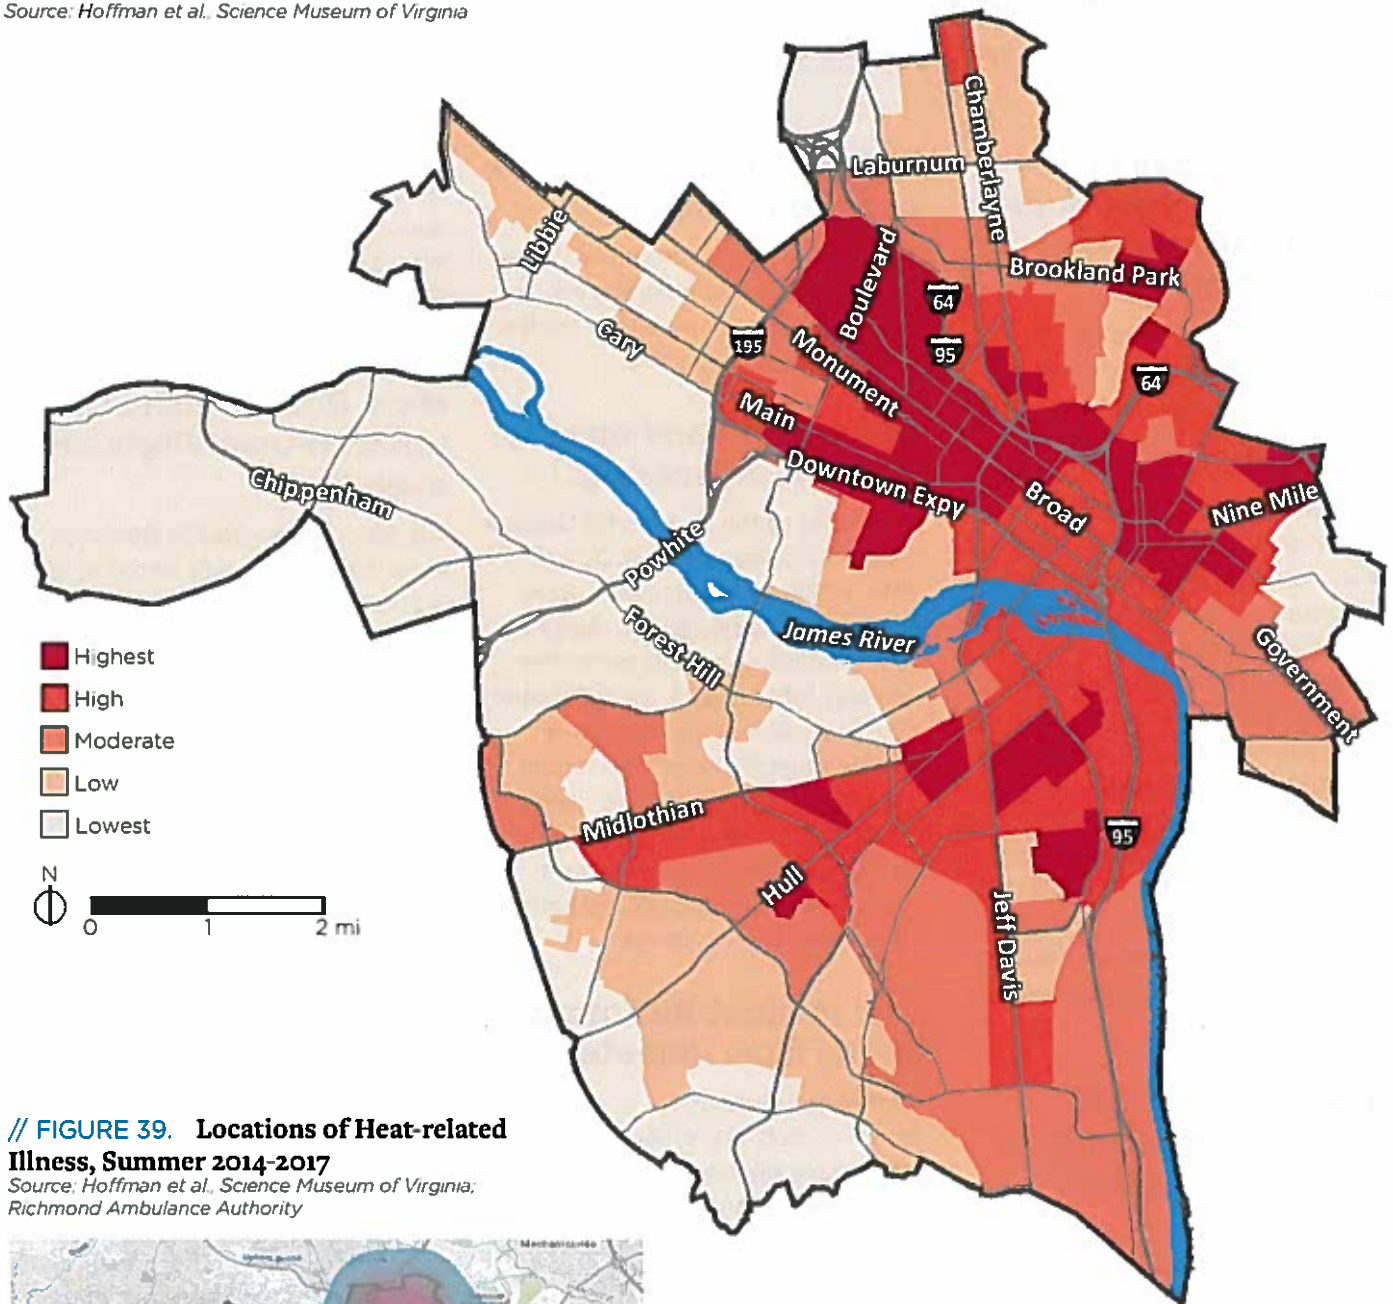 Source: Hoffman et al., Science Museum of Virginia
Chamberlayne
Laburnum
Libbie
Boulevard
Brookland Park
64
Cary
195
95
Monument
64
Main
Downtown Expy
Broad
Nine Mile
Chippenham
Powhite
James River
Forest Hill
Government
Highest
High
Moderate
Low
Lowest
Midlothian
95
Hull
Jeff Davis
N
0 1 2 mi
// FIGURE 39. Locations of Heat-related
Illness, Summer 2014-2017
Source: Hoffman et al., Science Museum of Virginia;
Richmond Ambulance Authority
Mechanicsville